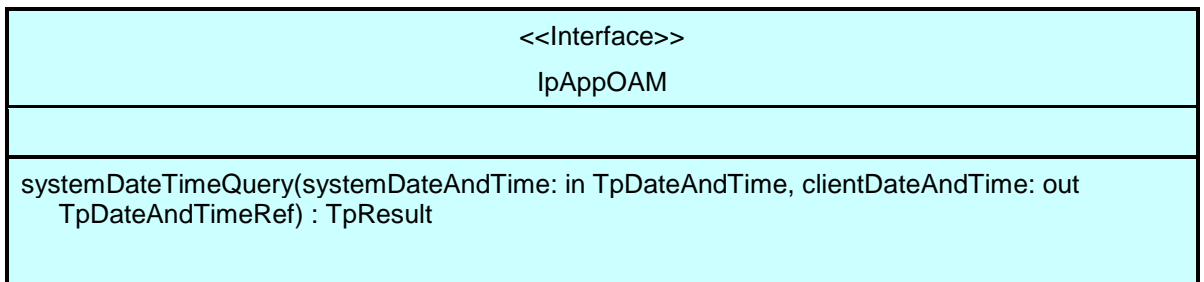 <<Interface>>
IpAppOAM
systemDateTimeQuery(systemDateAndTime: in TpDateAndTime, clientDateAndTime: out
TpDateAndTimeRef) : TpResult